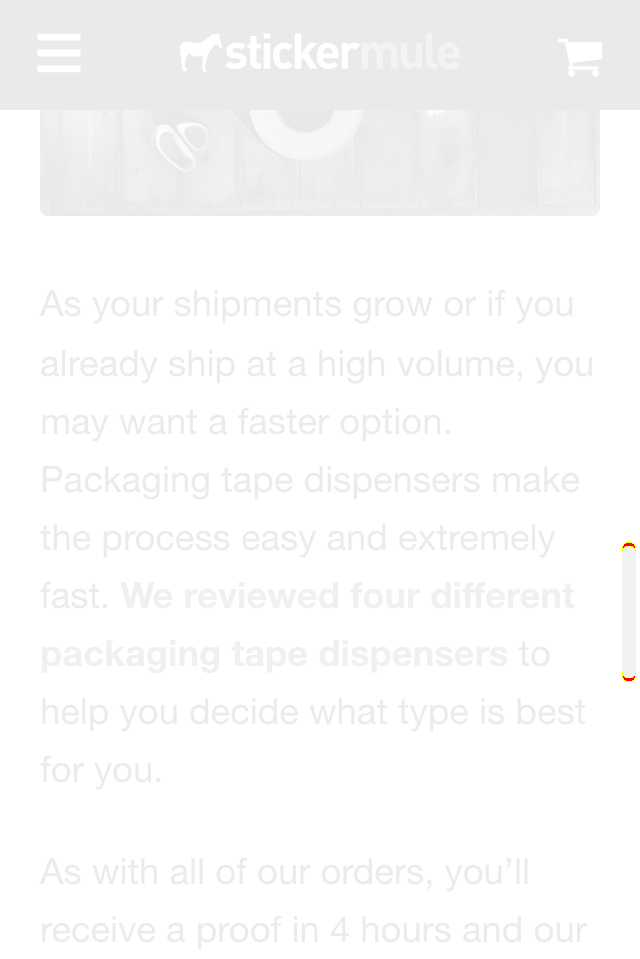 stickermule
As your shipments grow or if you
already ship at a high volume, you
may want a faster option.
Packaging tape dispensers make
the process easy and extremely
fast. We reviewed four different
packaging tape dispensers to
help you decide what type is best
for you.
As with all of our orders, you’ll
receive a proof in 4 hours and our